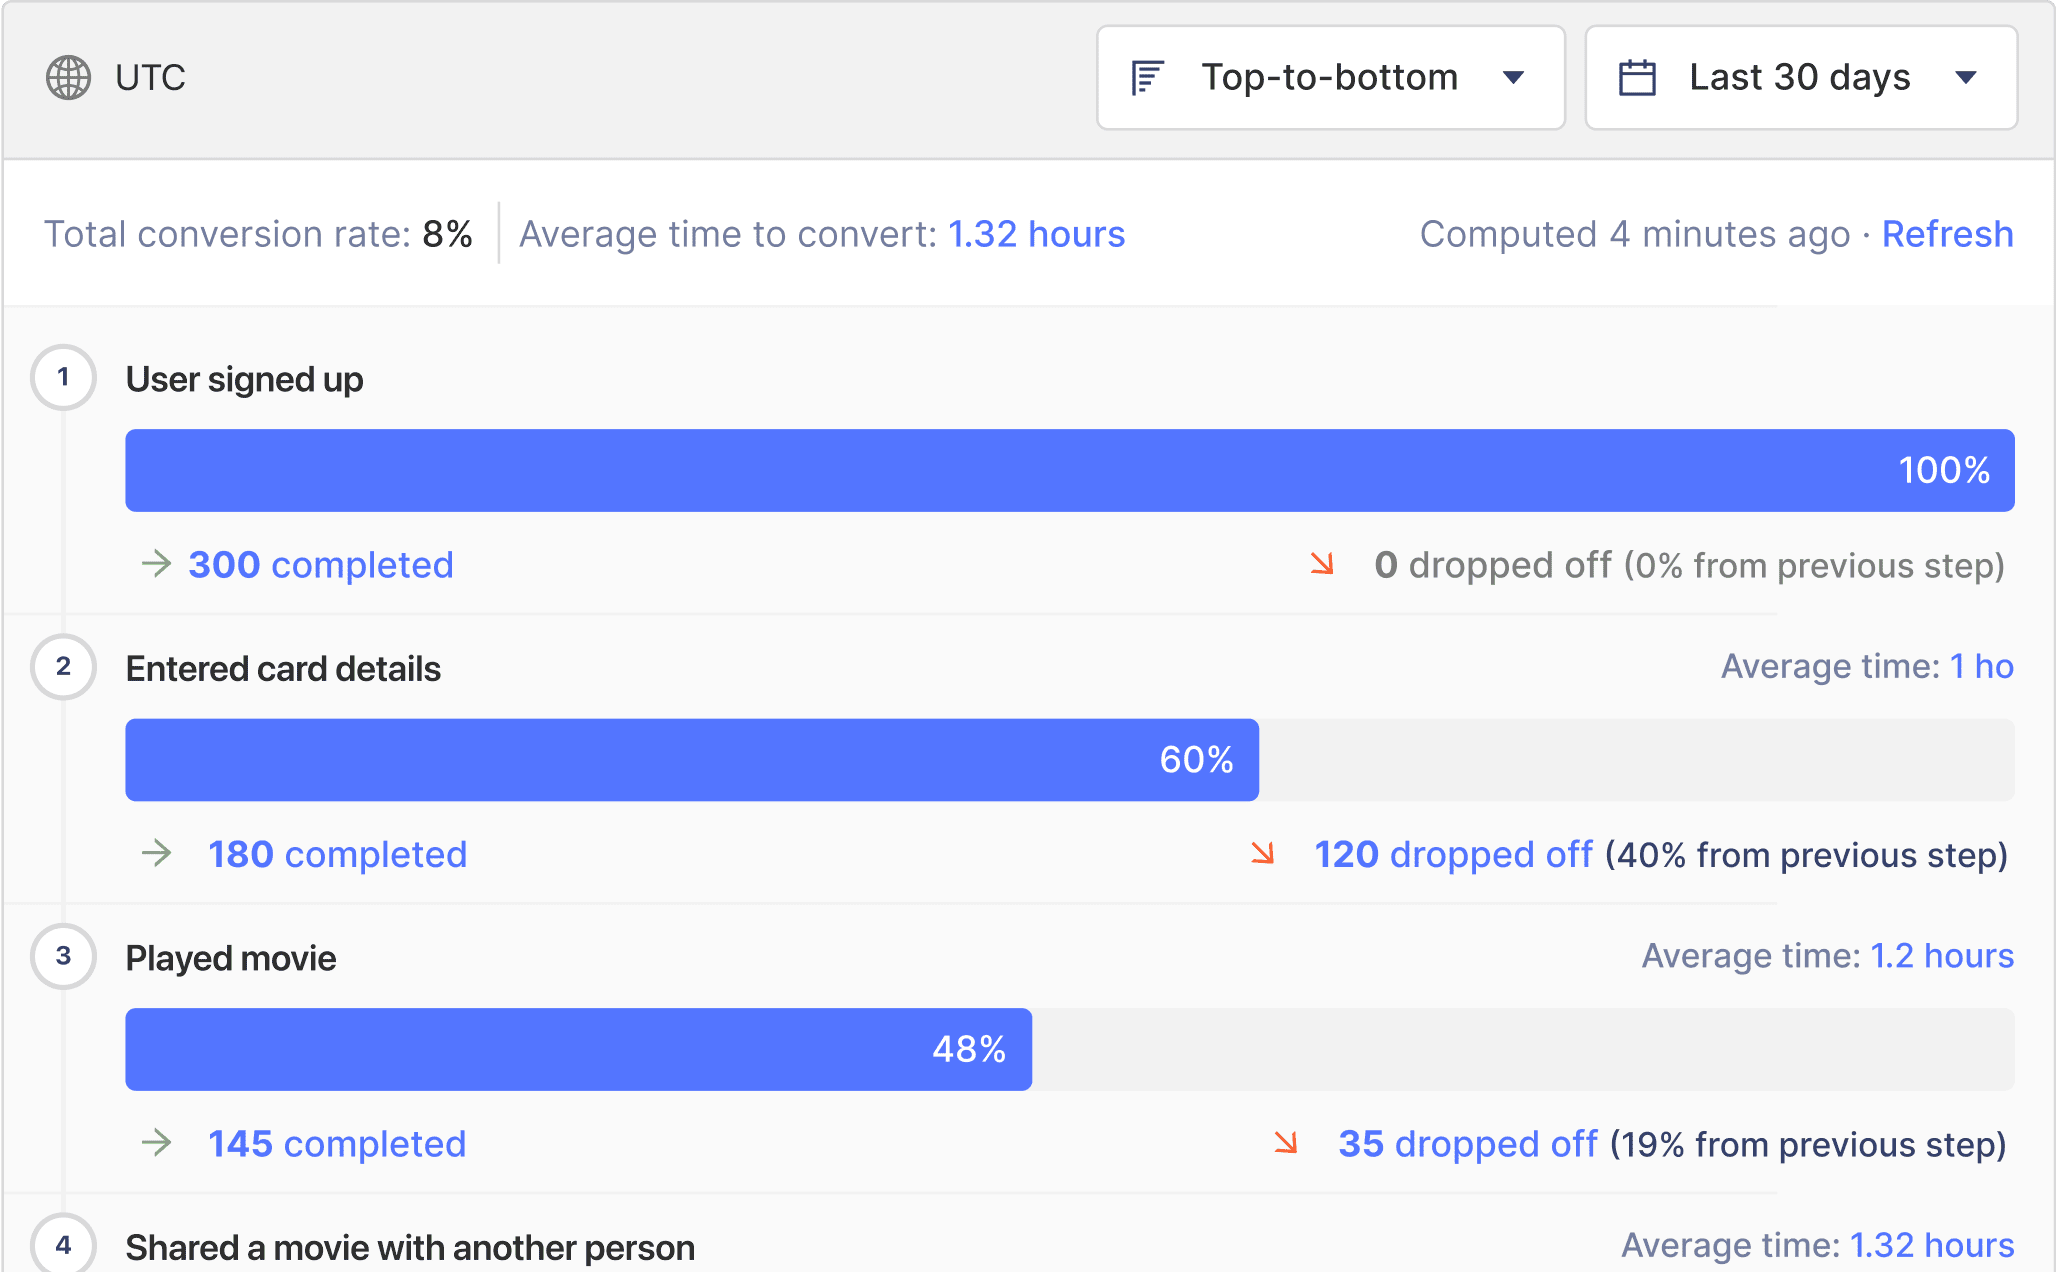 UTC Top-to-bottom Last 30 days
Total conversion rate: 8% Average time to convert: 1.32 hours Computed 4 minutes ago · Refresh
1 User signed up
100%
→ 300 completed ↘ 0 dropped off (0% from previous step)
2 Entered card details Average time: 1 ho
60%
→ 180 completed ↘ 120 dropped off (40% from previous step)
3 Played movie Average time: 1.2 hours
48%
→ 145 completed ↘ 35 dropped off (19% from previous step)
4 Shared a movie with another person Average time: 1.32 hours